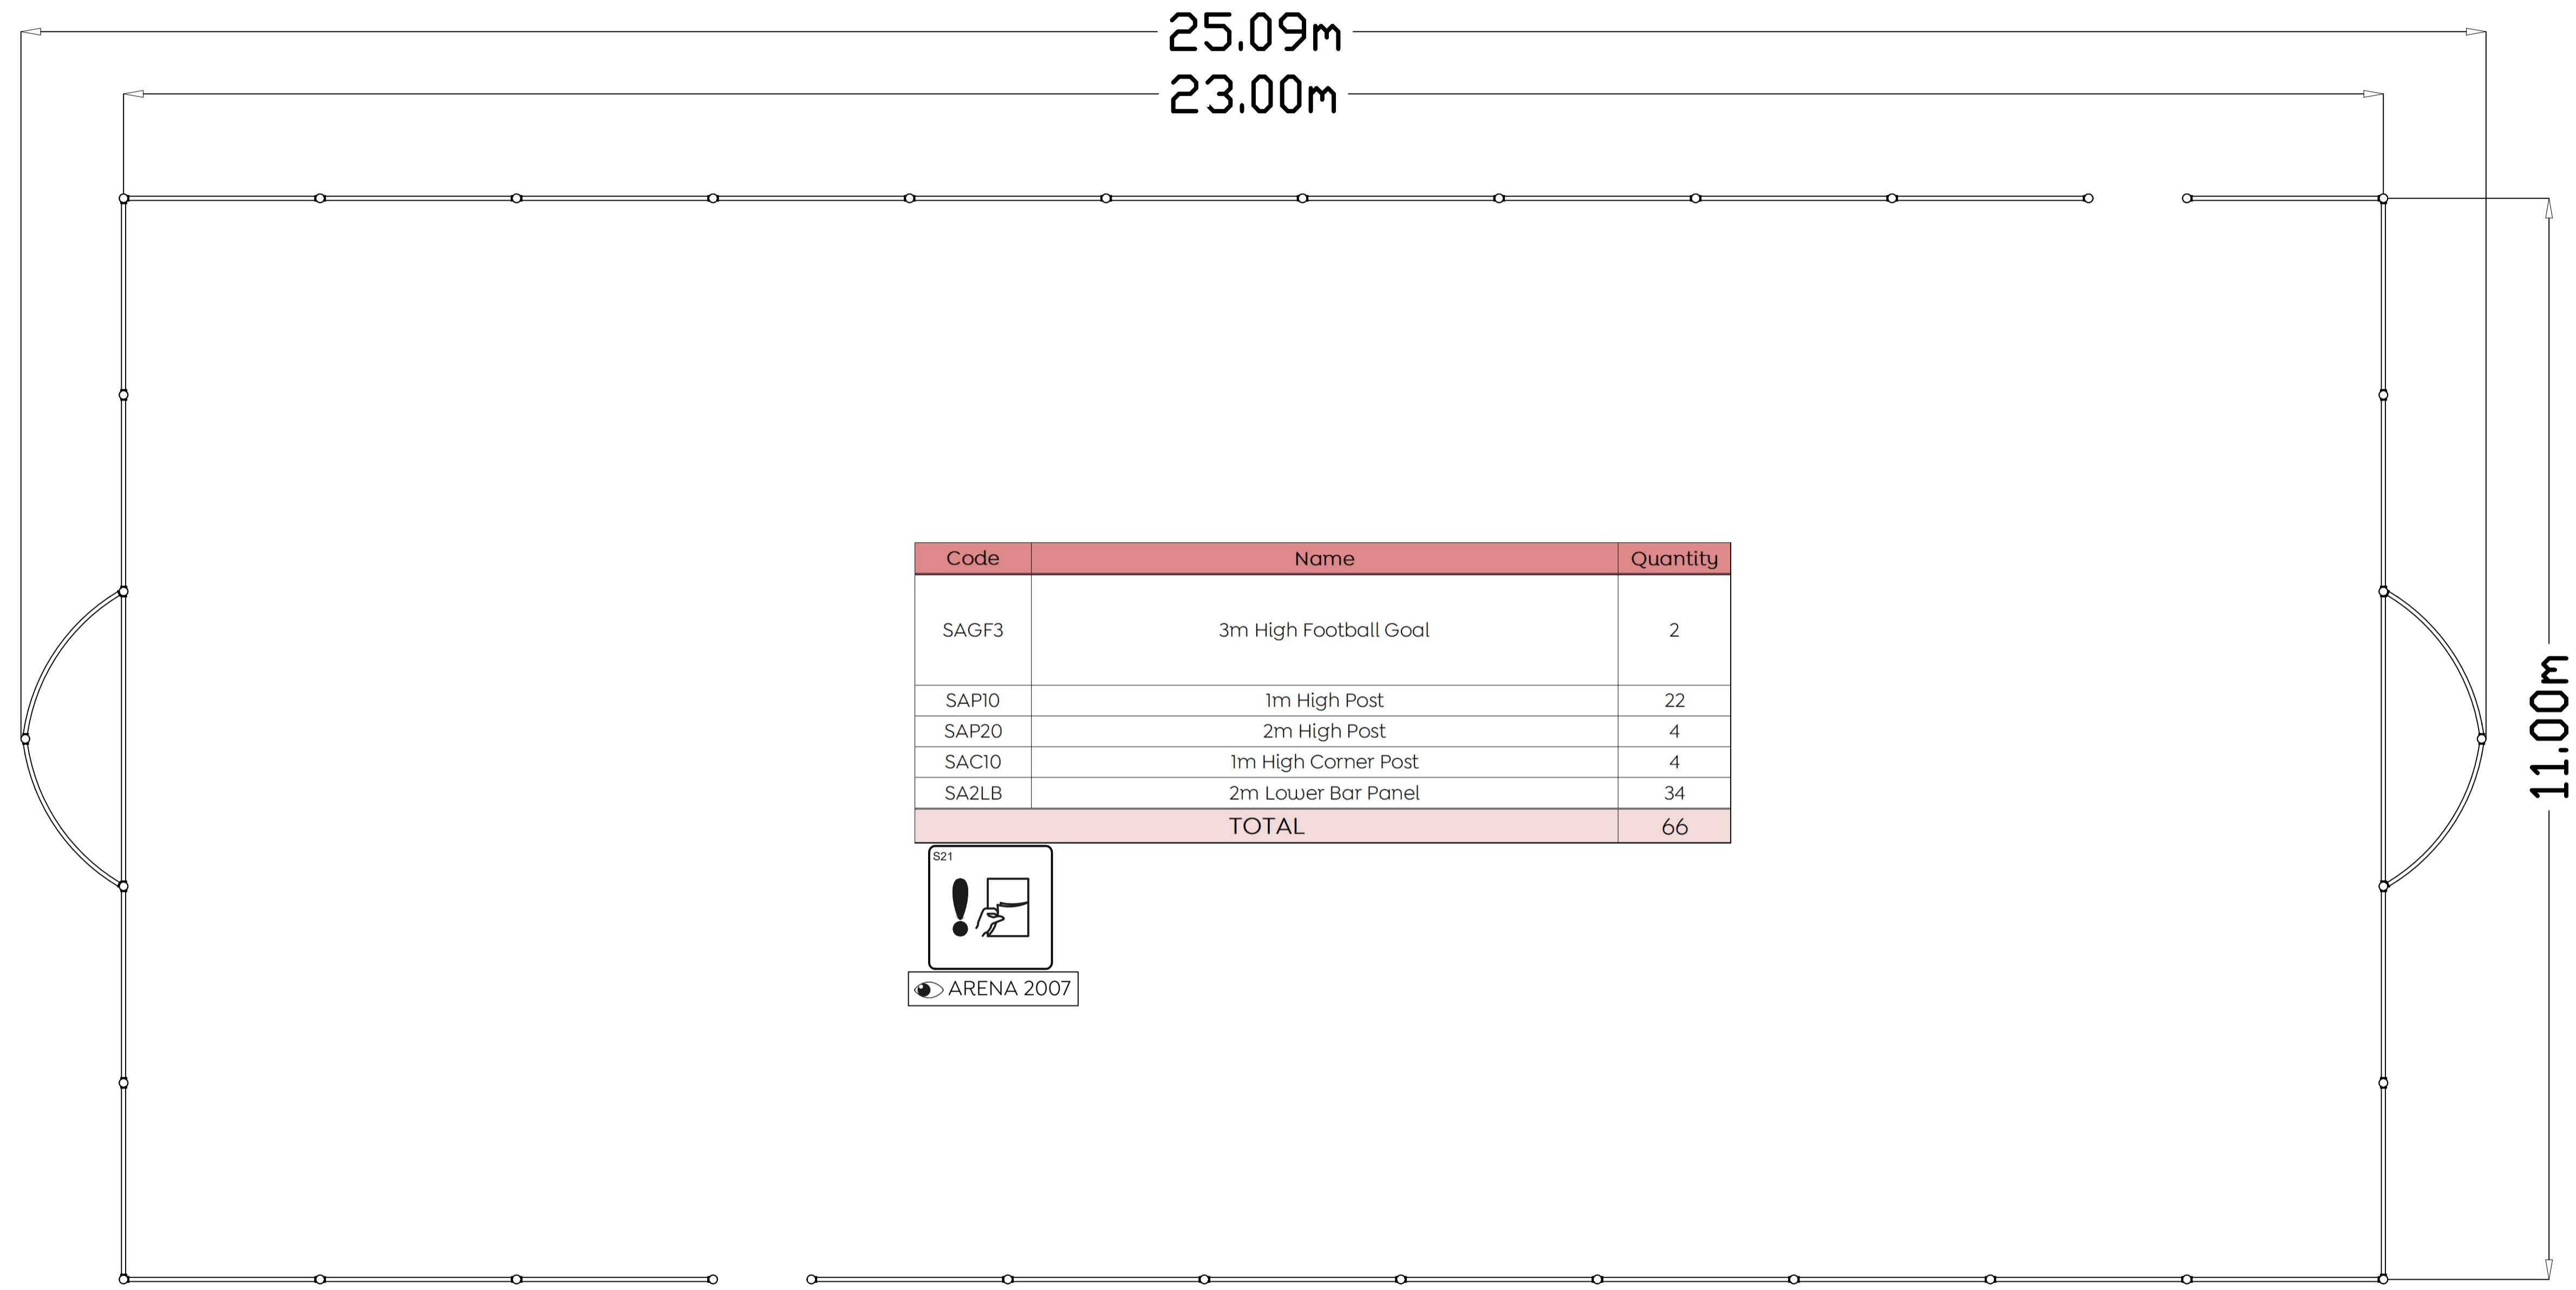 25.09m
23.00m
11.00m
Code Name Quantity
SAGF3 3m High Football Goal 2
SAP10 1m High Post 22
SAP20 2m High Post 4
SAC10 1m High Corner Post 4
SA2LB 2m Lower Bar Panel 34
TOTAL 66
S21
ARENA 2007